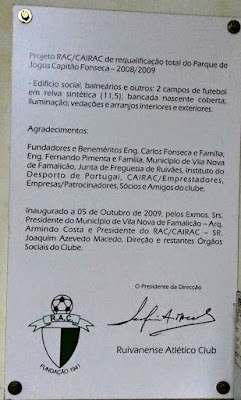 Projeto RAC/CAIRAC de requalificação total do Parque de
Jogos Capitão Fonseca – 2008/2009
- Edifício social, balneários e outros; 2 campos de futebol
em relva sintética (11,5); bancada nascente coberta;
iluminação, vedações e arranjos interiores e exteriores.
Agradecimentos:
Fundadores e Beneméritos Eng. Carlos Fonseca e Família,
Eng. Fernando Pimenta e Família, Município de Vila Nova
de Famalicão, Junta de Freguesia de Ruivães, Instituto do
Desporto de Portugal, CAIRAC/Emprestadores,
Empresas/Patrocinadores, Sócios e Amigos do clube.
Inaugurado a 05 de Outubro de 2009, pelos Exmos. Srs.
Presidente do Município de Vila Nova de Famalicão – Arq.
Armindo Costa e Presidente do RAC/CAIRAC – SR.
Joaquim Azevedo Macedo, Direção e restantes Órgãos
Sociais do Clube.
O Presidente da Direcção
R.A.C.
FUNDAÇÃO 1941
Ruivanense Atlético Club